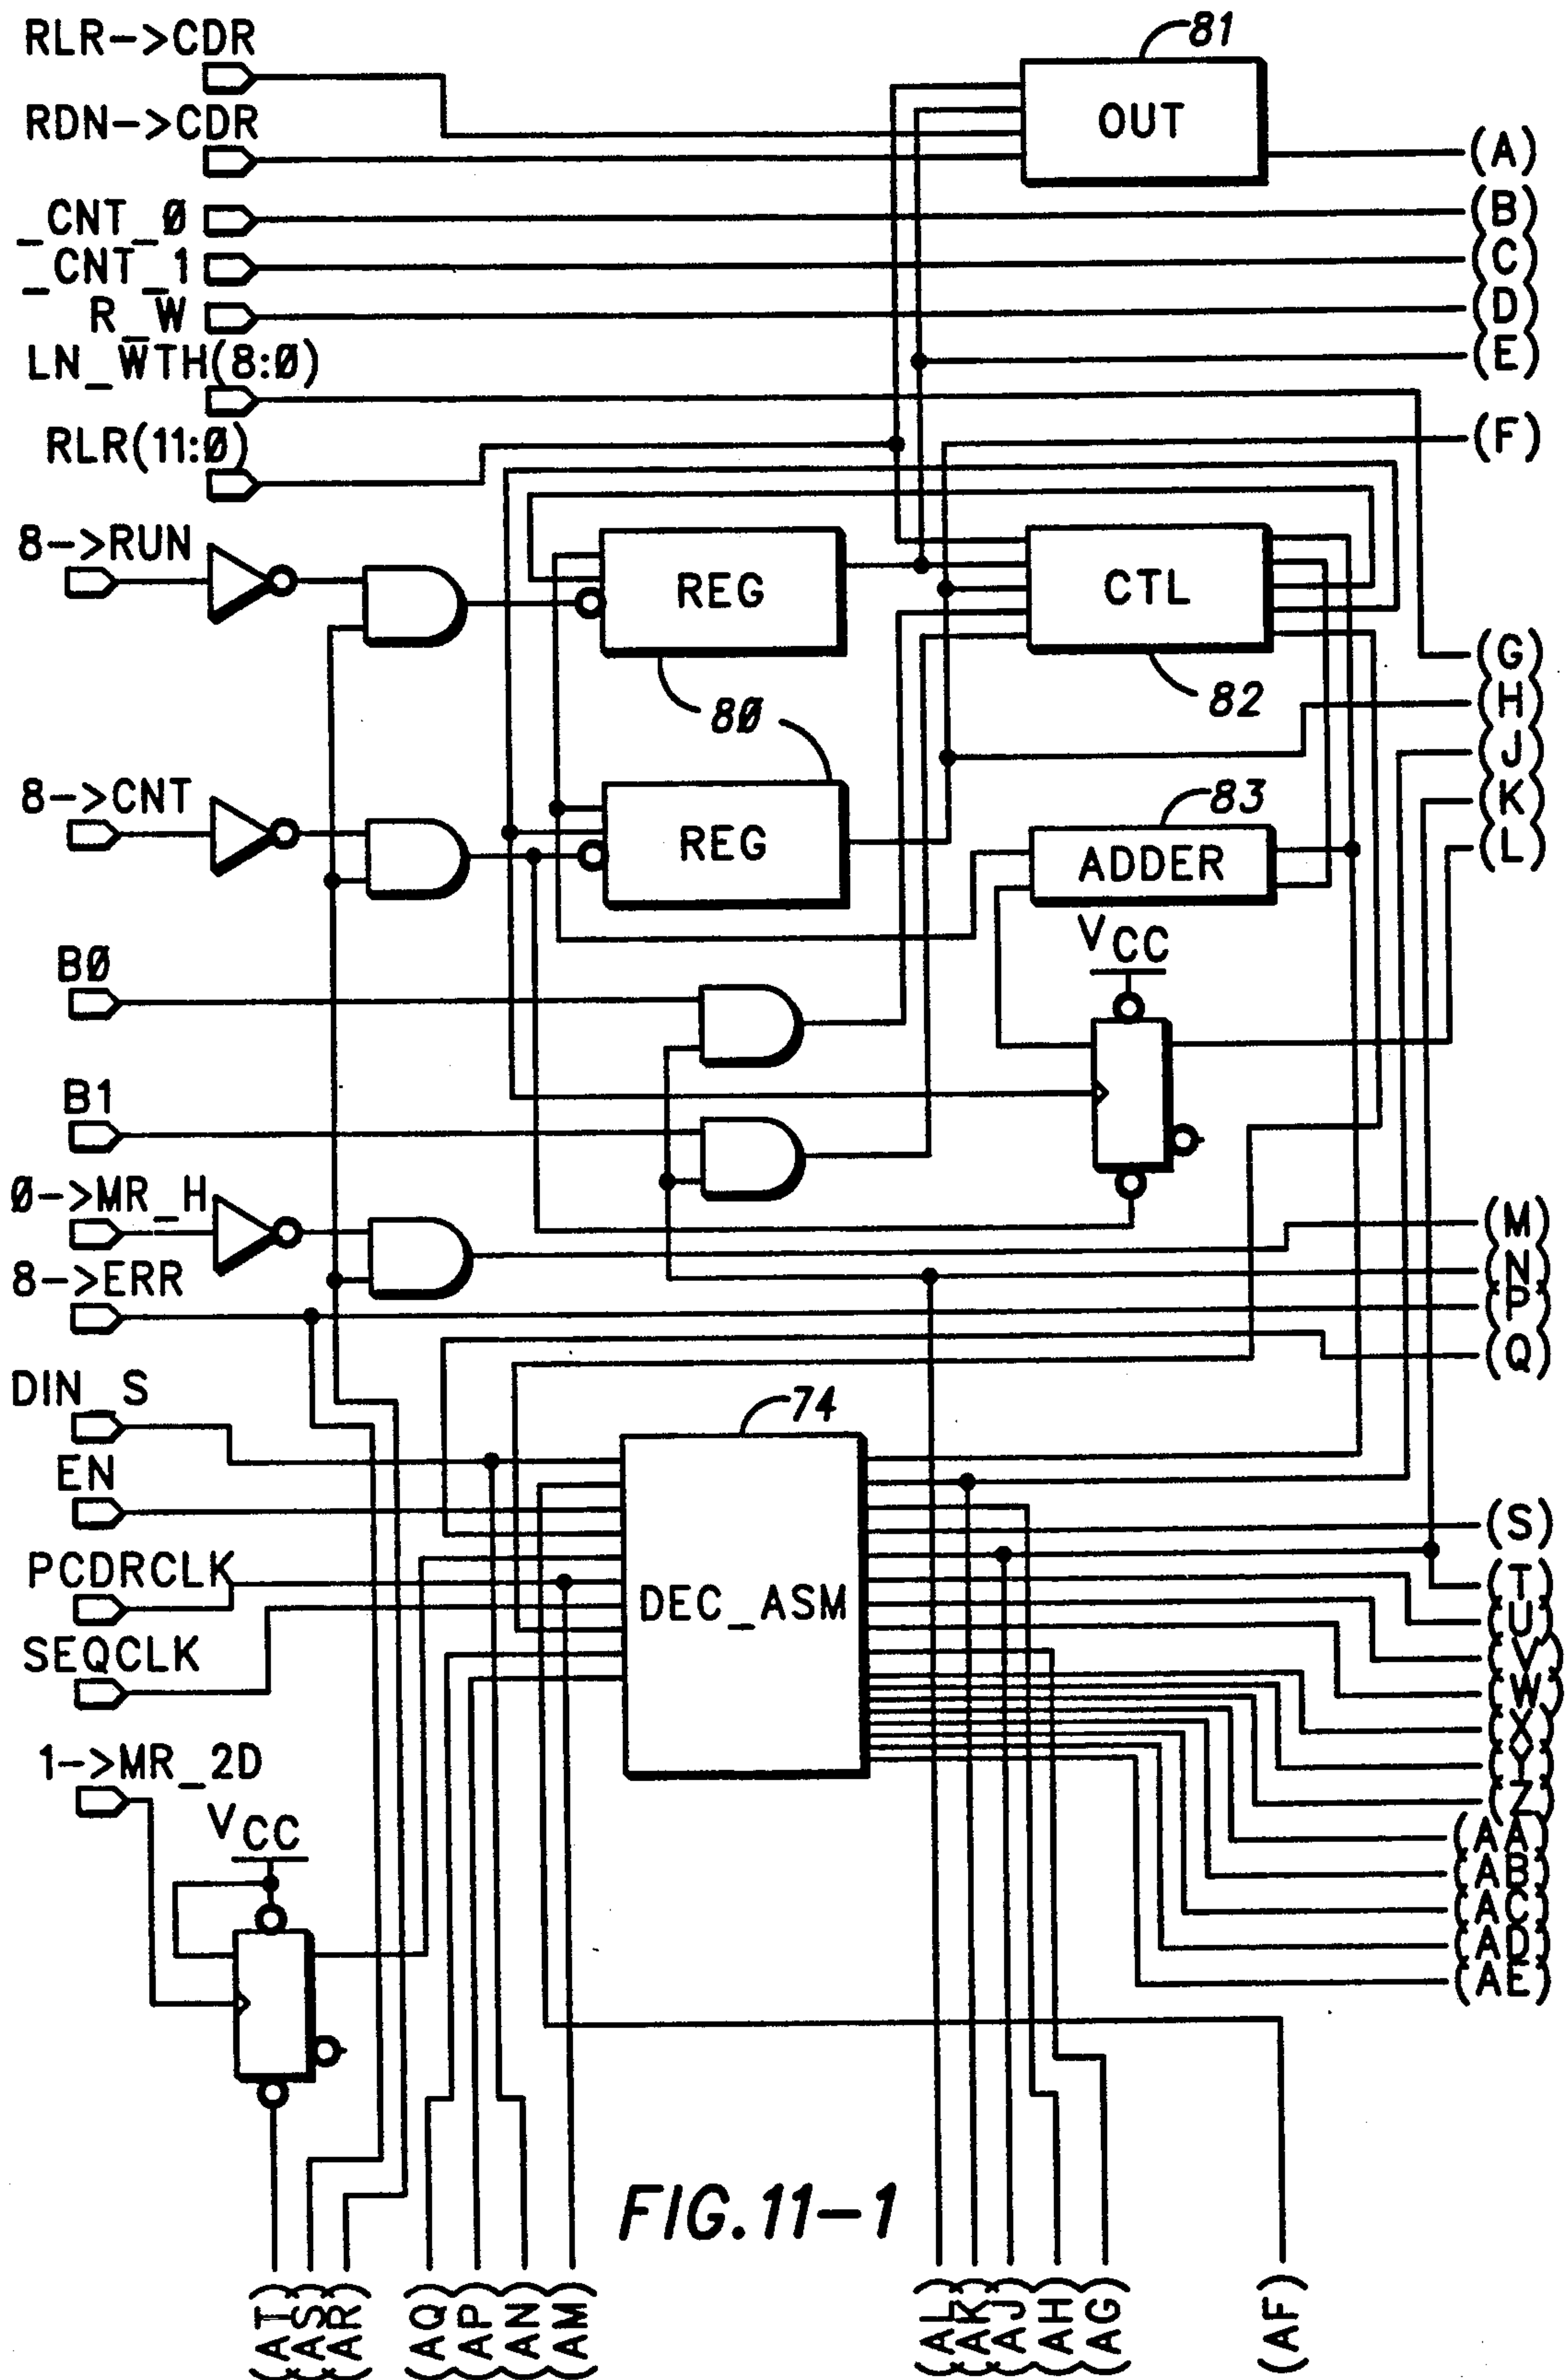 RLR->CDR
81
OUT
RDN->CDR
(A)
_CNT_Ø
(B)
_CNT_1
(C)
R_W
(D)
LN_WTH(8:Ø)
(E)
RLR(11:Ø)
(F)
8->RUN
REG
CTL
(G)
8Ø
82
(H)
(J)
8->CNT
83
(K)
REG
ADDER
(L)
VCC
BØ
B1
Ø->MR_H
(M)
8->ERR
(N)
(P)
(Q)
DIN_S
74
EN
(S)
PCDRCLK
(T)
DEC_ASM
(U)
SEQCLK
(V)
(W)
(X)
1->MR_2D
(Y)
(Z)
VCC
(AA)
(AB)
(AC)
(AD)
(AE)
FIG.11-1
(AT)
(AS)
(AR)
(AQ)
(AP)
(AN)
(AM)
(AL)
(AK)
(AJ)
(AH)
(AG)
(AF)